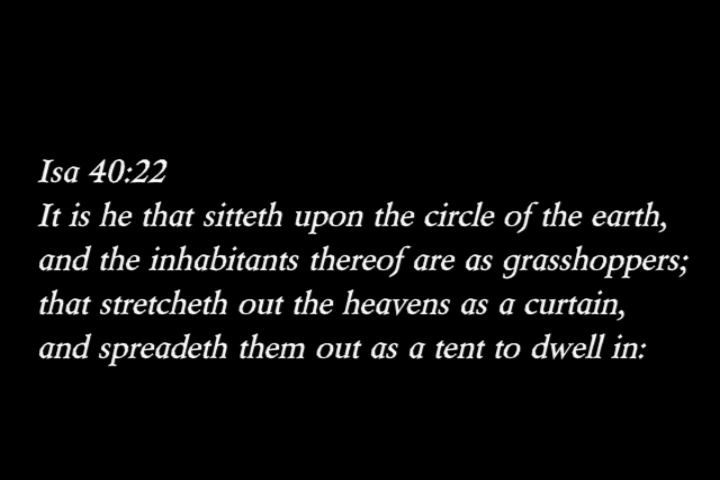 Isa 40:22
It is he that sitteth upon the circle of the earth,
and the inhabitants thereof are as grasshoppers;
that stretcheth out the heavens as a curtain,
and spreadeth them out as a tent to dwell in: